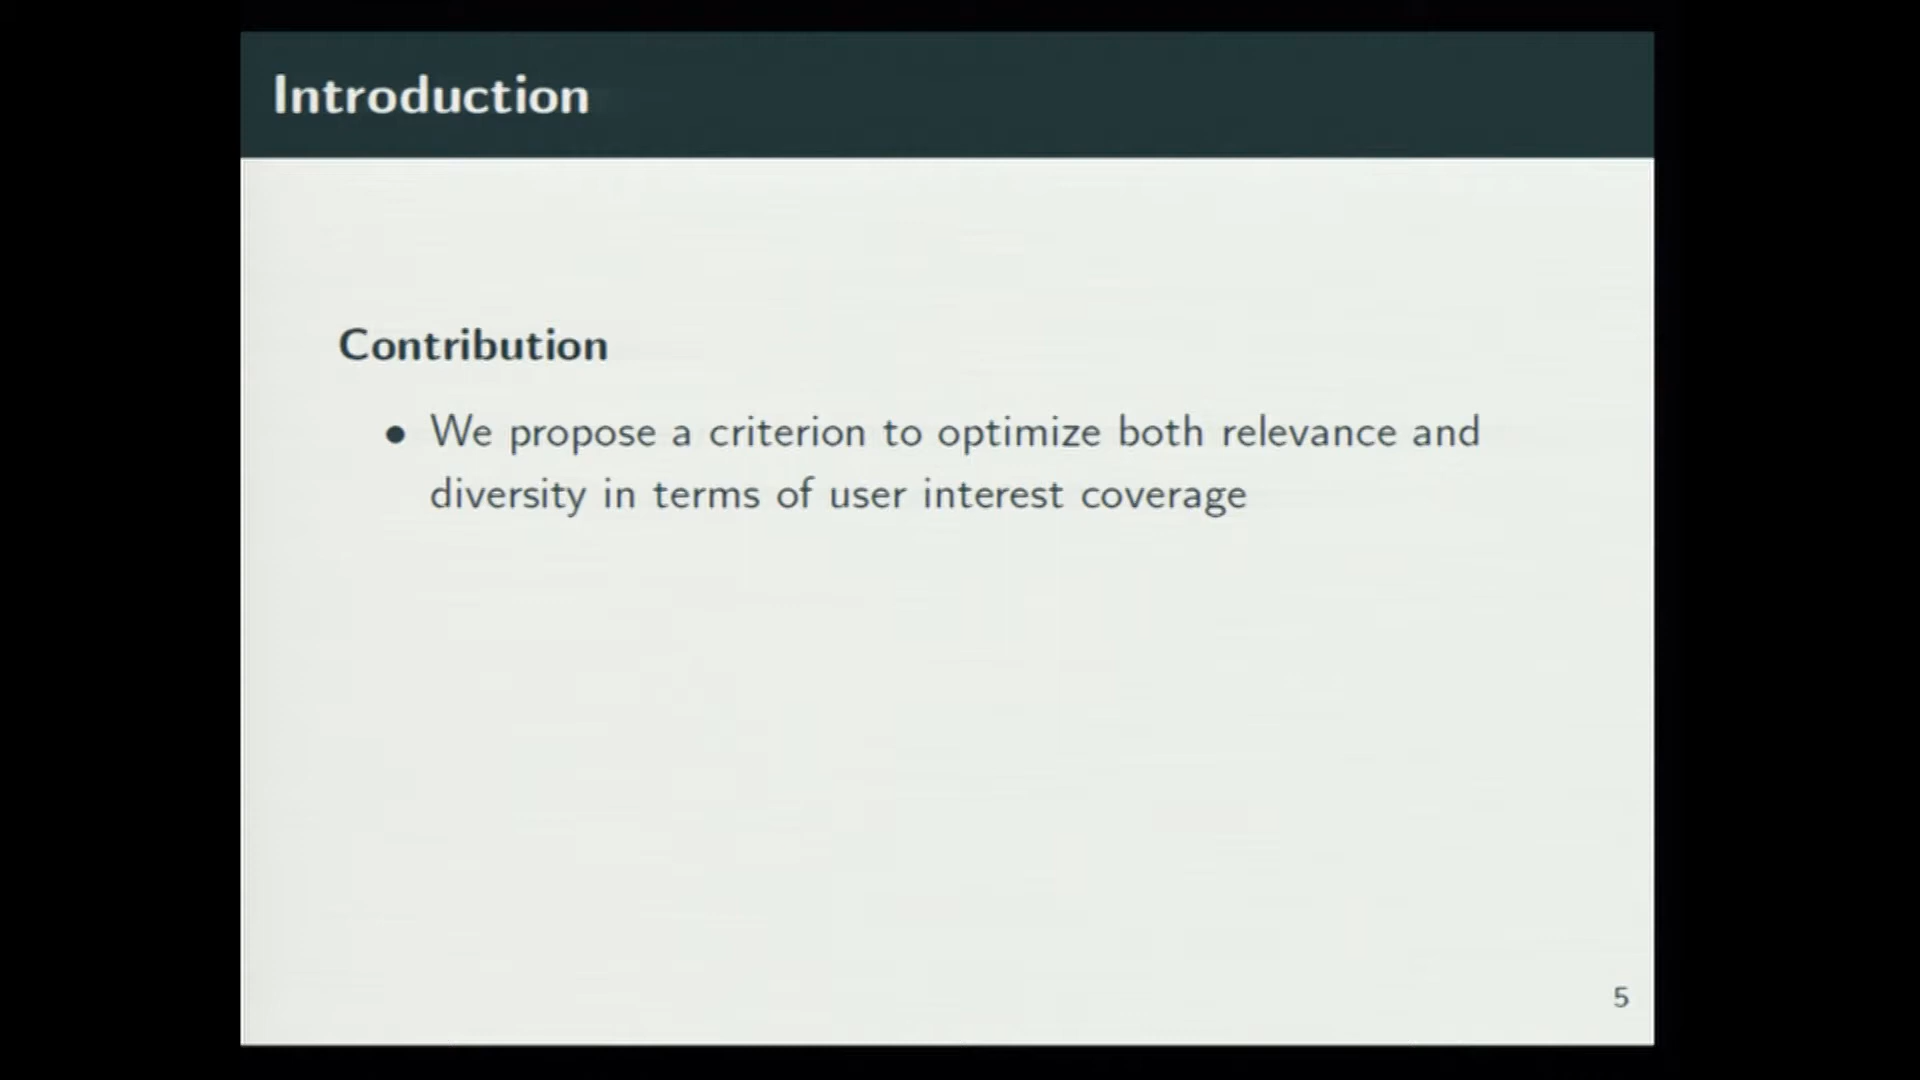 Introduction
Contribution
• We propose a criterion to optimize both relevance and
diversity in terms of user interest coverage
5